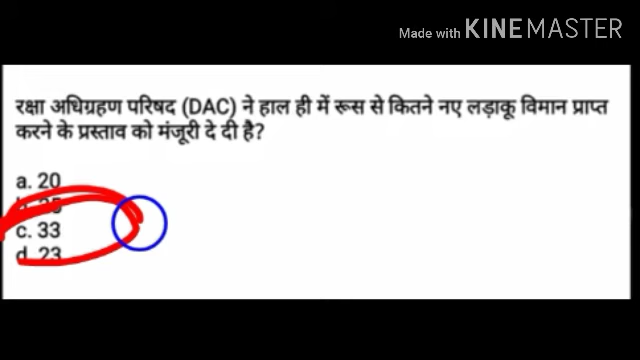 Made with KINEMASTER
रक्षा अधिग्रहण परिषद (DAC) ने हाल ही में रूस से कितने नए लड़ाकू विमान प्राप्त
करने के प्रस्ताव को मंजूरी दे दी है?
a. 20
c. 33
d. 23